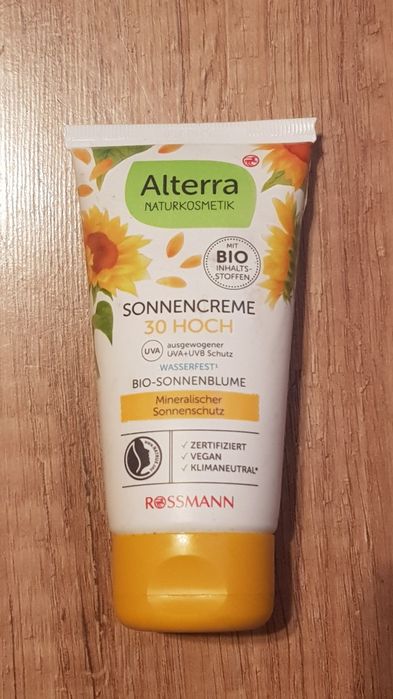 Alterra
NATURKOSMETIK
MIT
BIO
INHALTS-
STOFFEN
SONNENCREME
30 HOCH
UVA
ausgewogener
UVA+UVB Schutz
WASSERFEST¹
BIO-SONNENBLUME
Mineralischer
Sonnenschutz
✓ ZERTIFIZIERT
✓ VEGAN
✓ KLIMANEUTRAL*
ROSSMANN